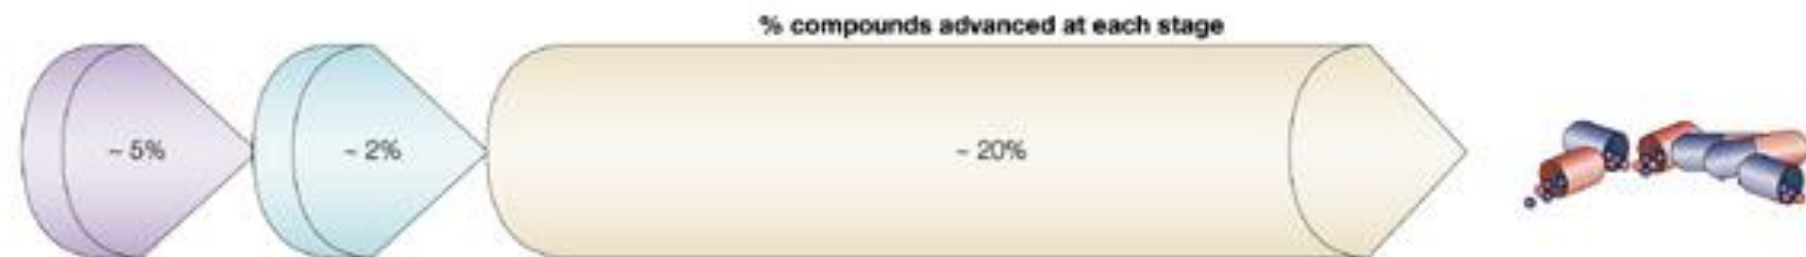 % compounds advanced at each stage
~ 5%
~ 2%
~ 20%